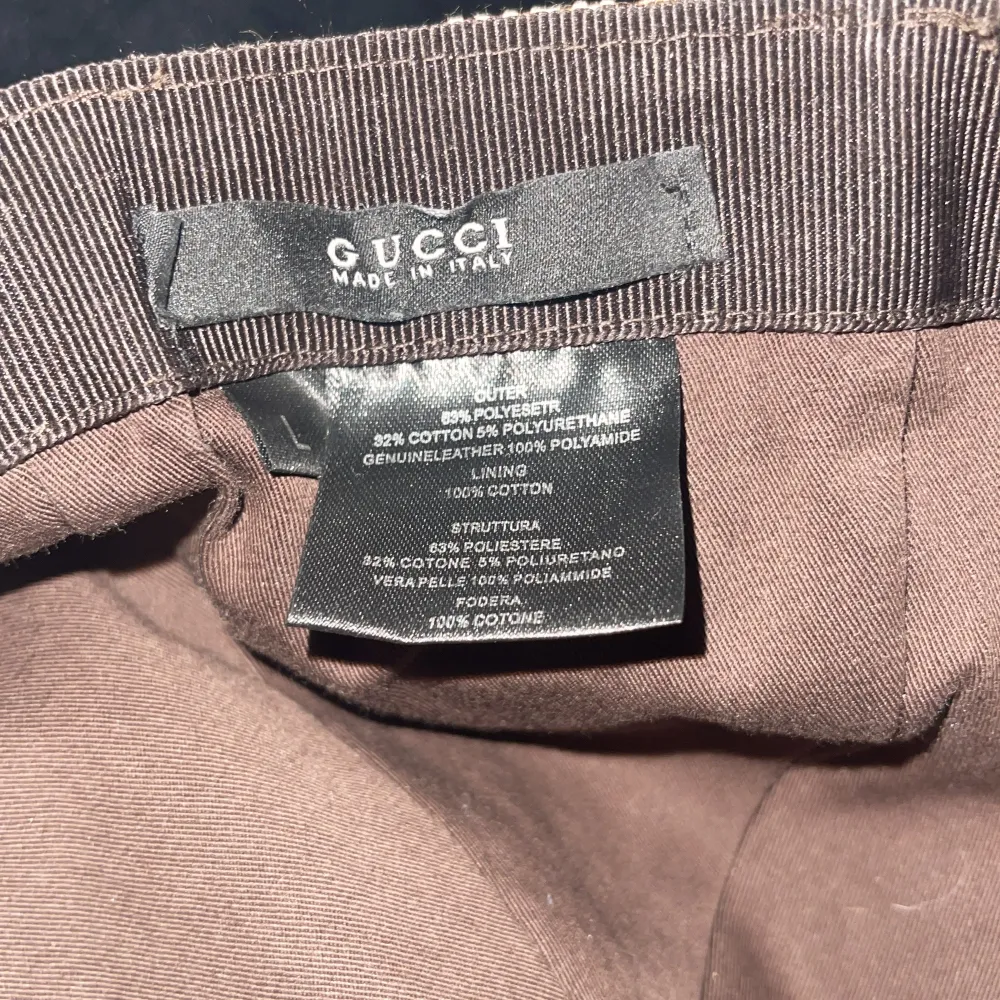 GUCCI
MADE IN ITALY
L
OUTER
63% POLYESETR
32% COTTON 5% POLYURETHANE
GENUINELEATHER 100% POLYAMIDE
LINING
100% COTTON
STRUTTURA
63% POLIESTERE
32% COTONE 5% POLIURETANO
VERA PELLE 100% POLIAMMIDE
FODERA
100% COTONE